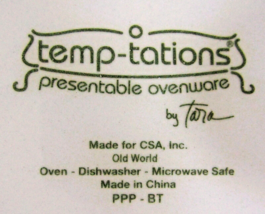 temp-tations®
presentable ovenware
by Tara
Made for CSA, Inc.
Old World
Oven - Dishwasher - Microwave Safe
Made in China
PPP - BT